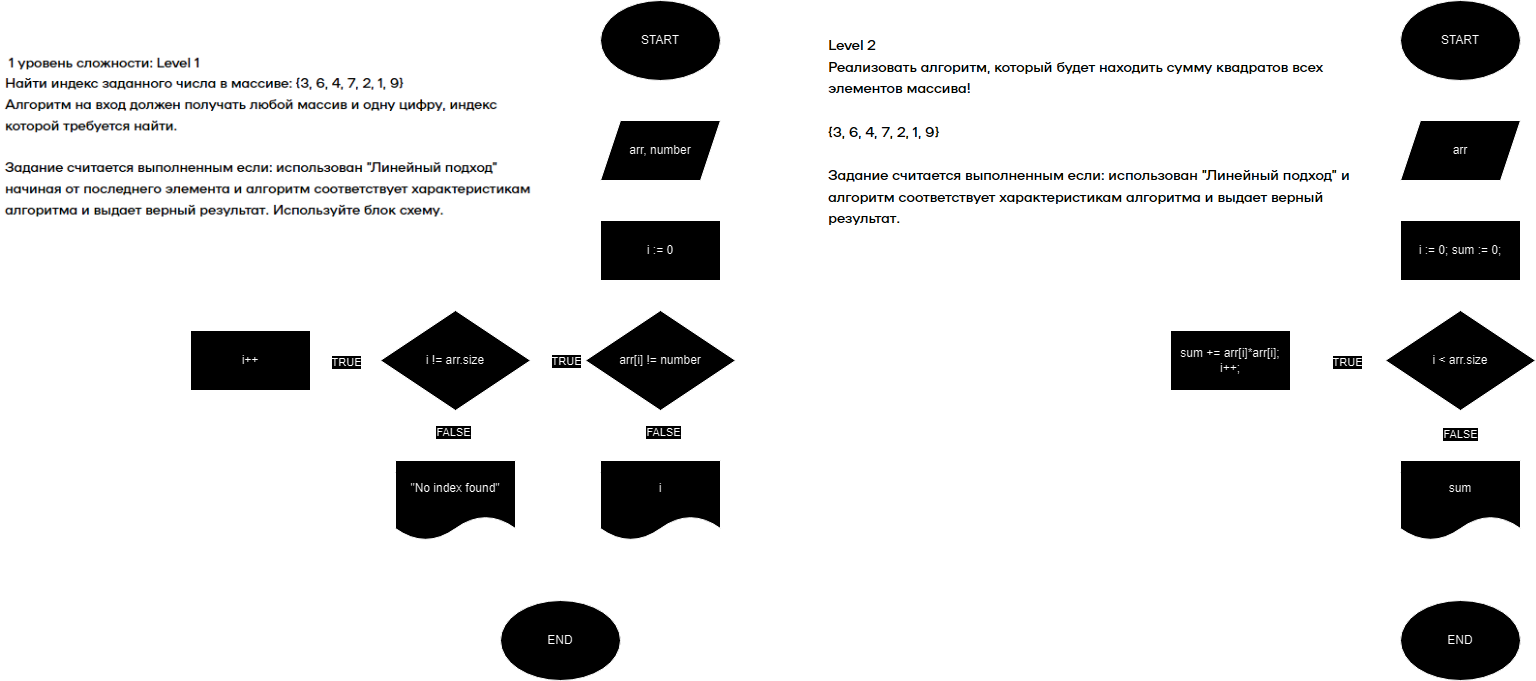 1 уровень сложности: Level 1
Найти индекс заданного числа в массиве: {3, 6, 4, 7, 2, 1, 9}
Алгоритм на вход должен получать любой массив и одну цифру, индекс
которой требуется найти.
Задание считается выполненным если: использован "Линейный подход"
начиная от последнего элемента и алгоритм соответствует характеристикам
алгоритма и выдает верный результат. Используйте блок схему.
START
arr, number
i := 0
i++
TRUE
i != arr.size
TRUE
arr[i] != number
FALSE
FALSE
"No index found"
i
END
Level 2
Реализовать алгоритм, который будет находить сумму квадратов всех
элементов массива!
{3, 6, 4, 7, 2, 1, 9}
Задание считается выполненным если: использован "Линейный подход" и
алгоритм соответствует характеристикам алгоритма и выдает верный
результат.
START
arr
i := 0; sum := 0;
sum += arr[i]*arr[i];
i++;
TRUE
i < arr.size
FALSE
sum
END